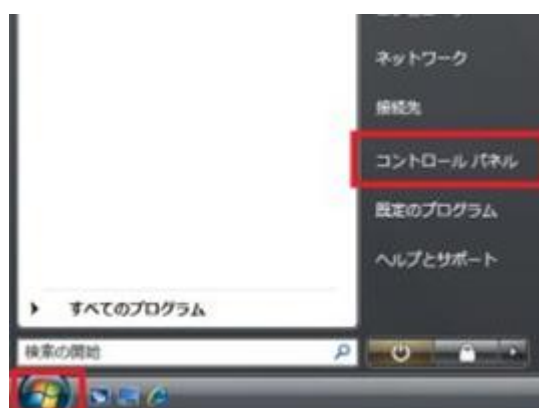 ネットワーク
接続先
コントロール パネル
既定のプログラム
ヘルプとサポート
すべてのプログラム
検索の開始